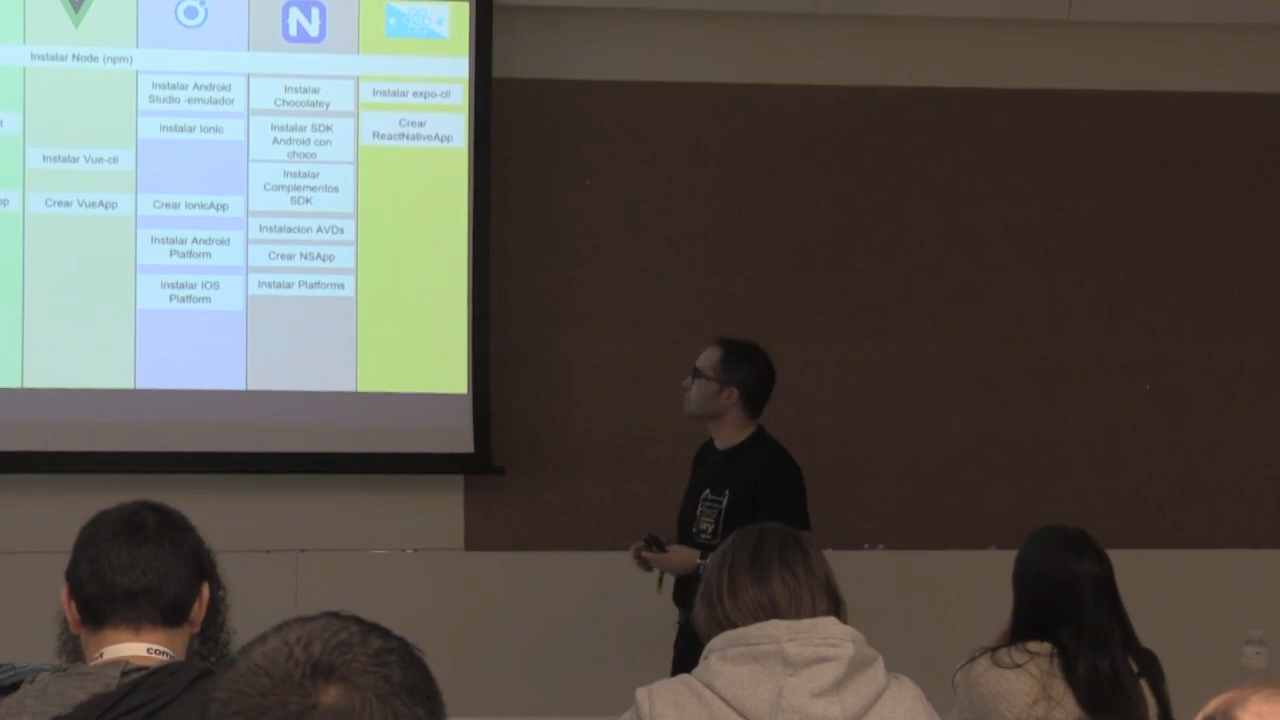 N
Instalar Node (npm)
Instalar Android
Studio -emulador
Instalar Ionic
Crear IonicApp
Instalar Android
Platform
Instalar IOS
Platform
Instalar Vue-cli
Crear VueApp
Instalar
Chocolatey
Instalar SDK
Android con
choco
Instalar
Complementos
SDK
Instalacion AVDs
Crear NSApp
Instalar Platforms
Instalar expo-cli
Crear
ReactNativeApp